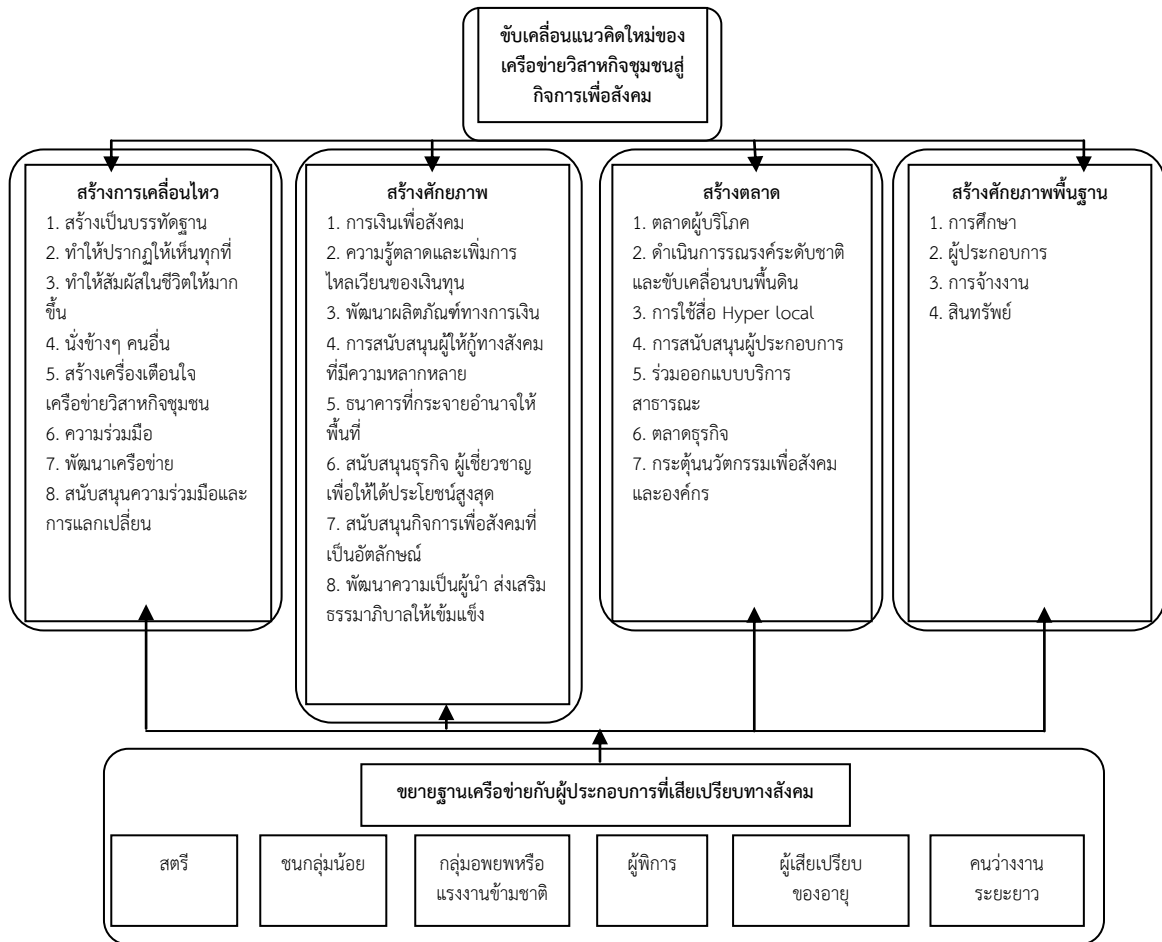 ขับเคลื่อนแนวคิดใหม่ของ
เครือข่ายวิสาหกิจชุมชนสู่
กิจการเพื่อสังคม
สร้างการเคลื่อนไหว
1. สร้างเป็นบรรทัดฐาน
2. ทำให้ปรากฏให้เห็นทุกที่
3. ทำให้สัมผัสในชีวิตให้มาก
ขึ้น
4. นั่งข้างๆ คนอื่น
5. สร้างเครื่องเตือนใจ
เครือข่ายวิสาหกิจชุมชน
6. ความร่วมมือ
7. พัฒนาเครือข่าย
8. สนับสนุนความร่วมมือและ
การแลกเปลี่ยน
สร้างศักยภาพ
1. การเงินเพื่อสังคม
2. ความรู้ตลาดและเพิ่มการ
ไหลเวียนของเงินทุน
3. พัฒนาผลิตภัณฑ์ทางการเงิน
4. การสนับสนุนผู้ให้กู้ทางสังคม
ที่มีความหลากหลาย
5. ธนาคารที่กระจายอำนาจให้
พื้นที่
6. สนับสนุนธุรกิจ ผู้เชี่ยวชาญ
เพื่อให้ได้ประโยชน์สูงสุด
7. สนับสนุนกิจการเพื่อสังคมที่
เป็นอัตลักษณ์
8. พัฒนาความเป็นผู้นำ ส่งเสริม
ธรรมาภิบาลให้เข้มแข็ง
สร้างตลาด
1. ตลาดผู้บริโภค
2. ดำเนินการรณรงค์ระดับชาติ
และขับเคลื่อนบนพื้นดิน
3. การใช้สื่อ Hyper local
4. การสนับสนุนผู้ประกอบการ
5. ร่วมออกแบบบริการ
สาธารณะ
6. ตลาดธุรกิจ
7. กระตุ้นนวัตกรรมเพื่อสังคม
และองค์กร
สร้างศักยภาพพื้นฐาน
1. การศึกษา
2. ผู้ประกอบการ
3. การจ้างงาน
4. สินทรัพย์
ขยายฐานเครือข่ายกับผู้ประกอบการที่เสียเปรียบทางสังคม
สตรี
ชนกลุ่มน้อย
กลุ่มอพยพหรือ
แรงงานข้ามชาติ
ผู้พิการ
ผู้เสียเปรียบ
ของอายุ
คนว่างงาน
ระยะยาว